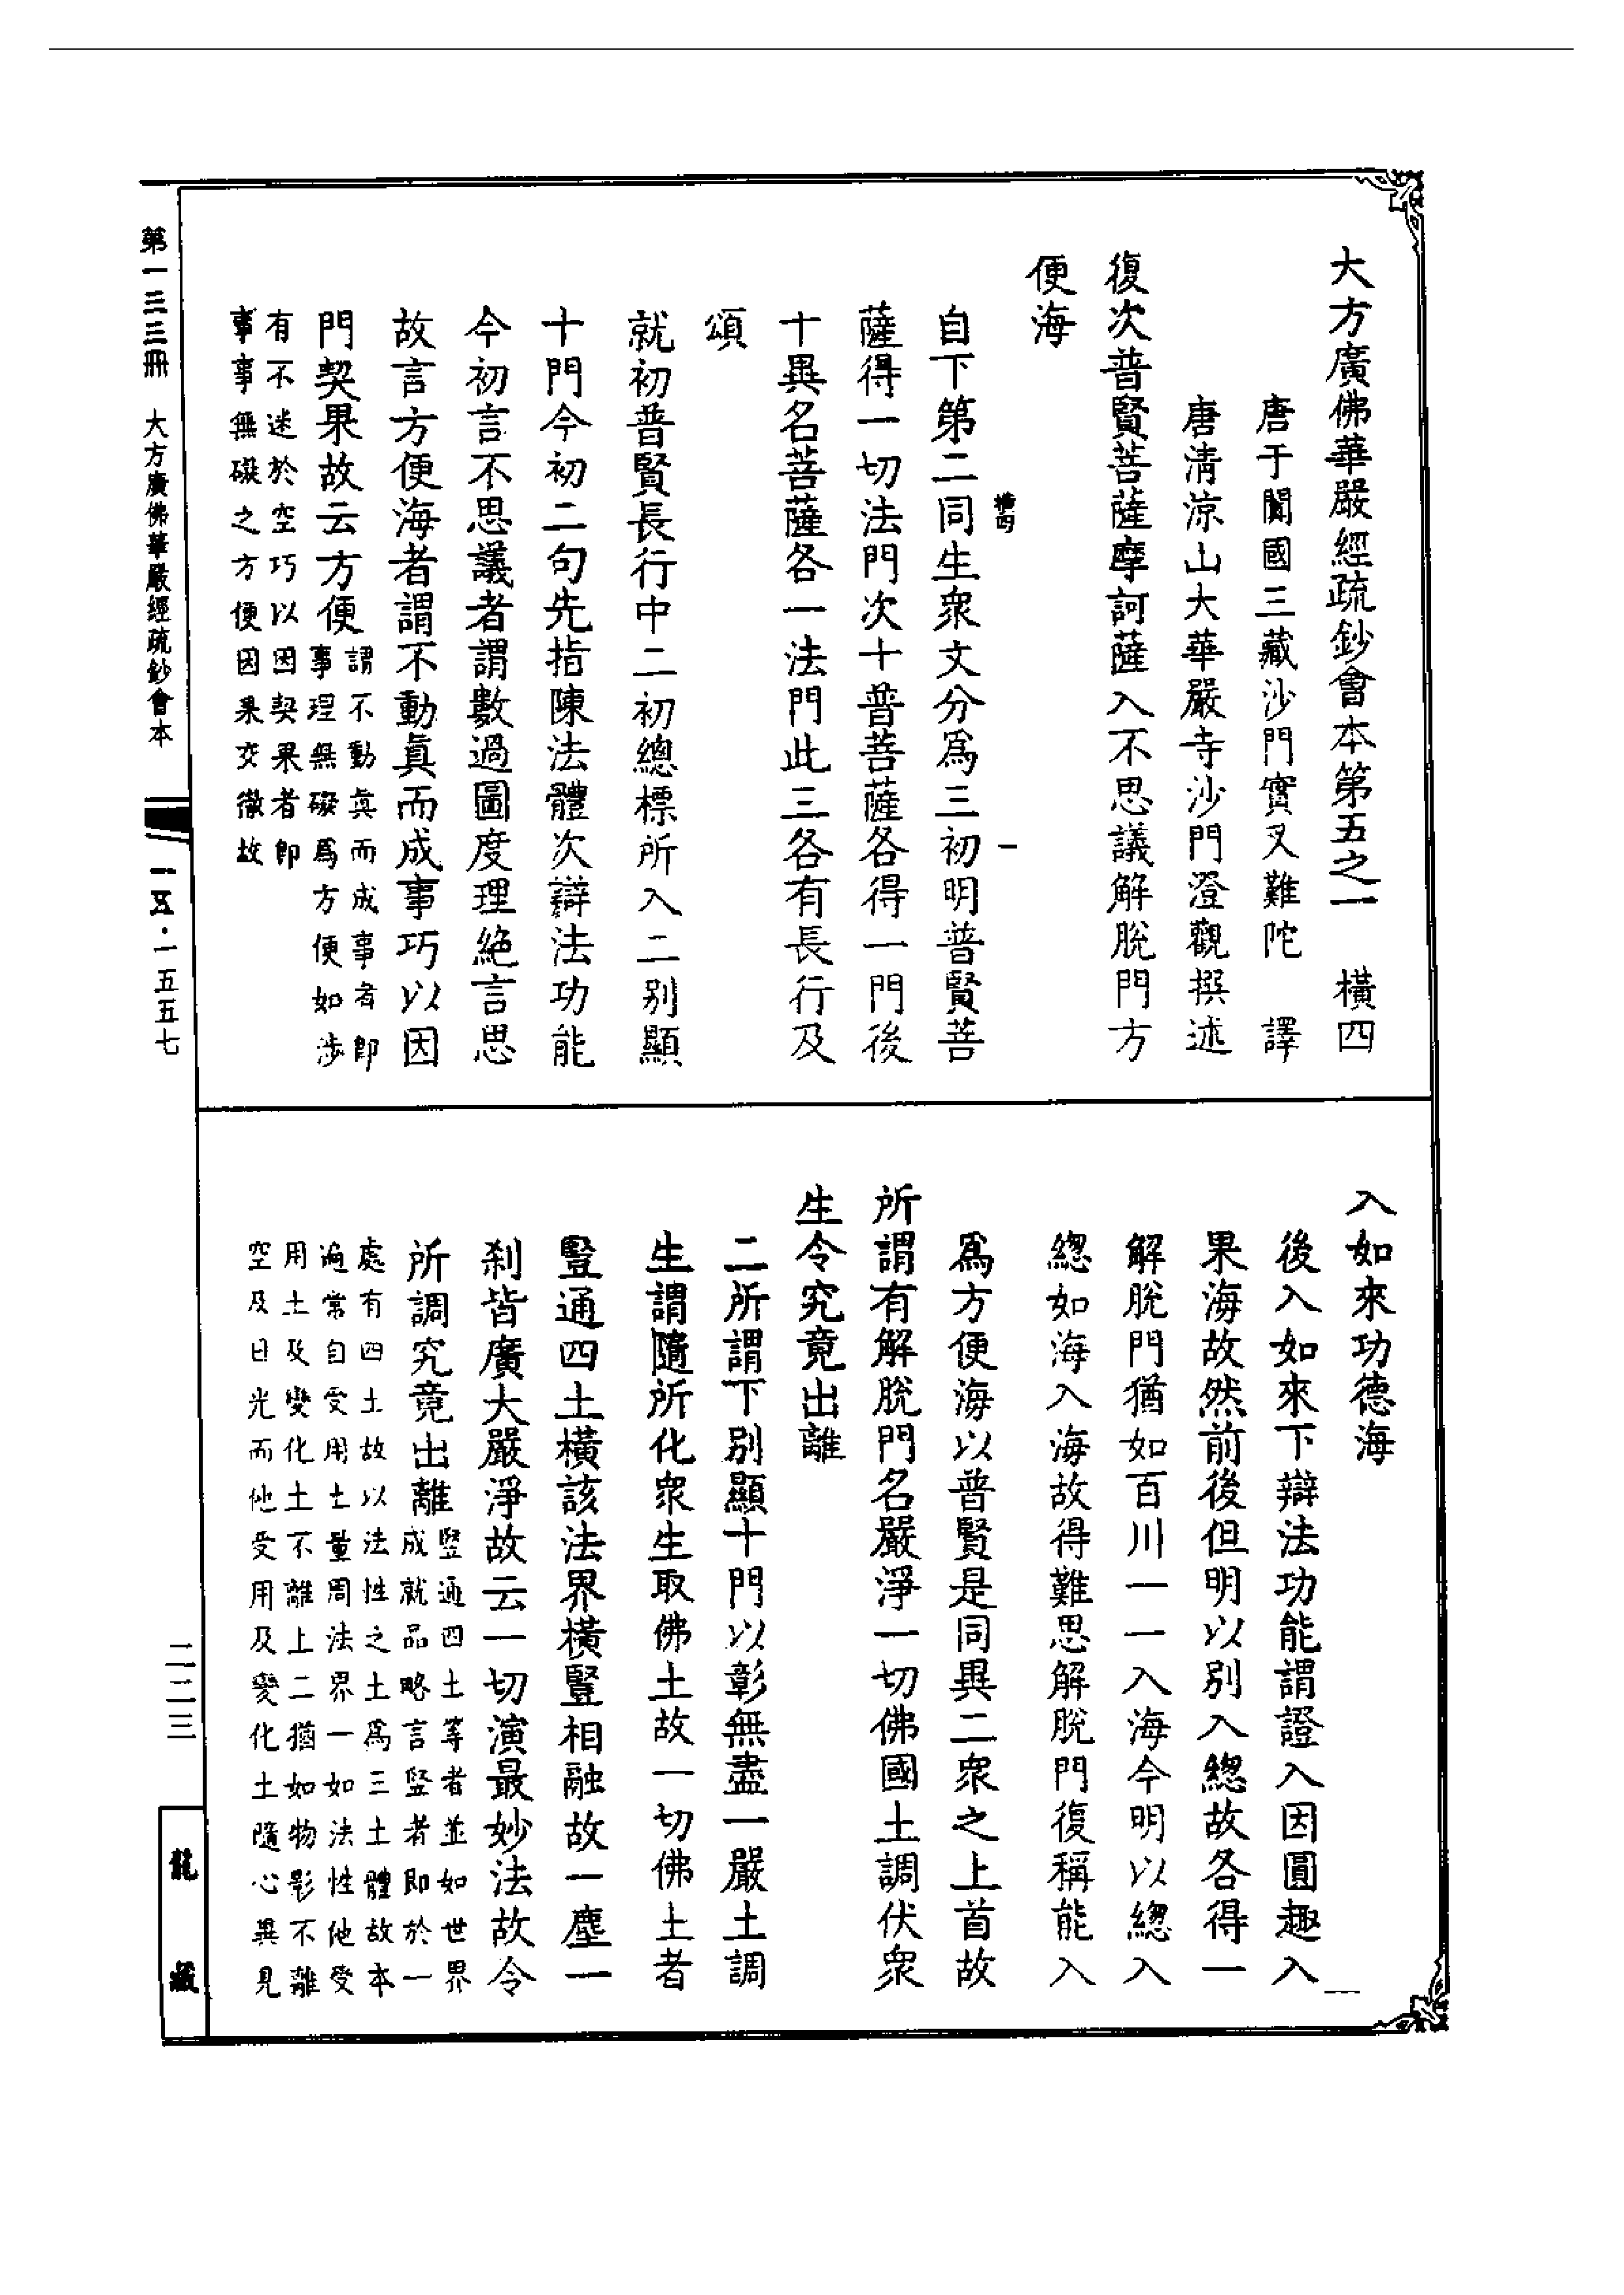 大方廣佛華嚴經疏鈔會本第五之一　橫四
唐于闐國三藏沙門實叉難陀　譯
唐清涼山大華嚴寺沙門澄觀撰述
復次普賢菩薩摩訶薩入不思議解脫門方
便海
橫四　一
自下第二同生衆文分爲三初明普賢菩
薩得一切法門次十普菩薩各得一門後
十異名菩薩各一法門此三各有長行及
頌
就初普賢長行中二初總標所入二別顯
十門今初二句先指陳法體次辯法功能
今初言不思議者謂數過圖度理絕言思
故言方便海者謂不動眞而成事巧以因
門契果故云方便
謂不動眞而成事者卽
事理無礙爲方便如涉
有不迷於空巧以因契果者卽
事事無礙之方便因果交徹故
入如來功德海
後入如來下辯法功能謂證入因圓趣入
果海故然前後但明以別入總故各得一
解脫門猶如百川一一入海今明以總入
總如海入海故得難思解脫門復稱能入
爲方便海以普賢是同異二衆之上首故
所謂有解脫門名嚴淨一切佛國土調伏衆
生令究竟出離
二所謂下別顯十門以彰無盡一嚴土調
生謂隨所化衆生取佛土故一切佛土者
豎通四土橫該法界橫豎相融故一塵一
刹皆廣大嚴淨故云一切演最妙法故令
所調究竟出離
竪通四土等者並如世界
成就品略言竪者卽於一
處有四土故以法性之土爲三土體故本
遍常自受用土量周法界一如法性他受
用土及變化土不離上二猶如物影不離
空及日光而他受用及變化土隨心異見
第一三三冊　大方廣佛華嚴經疏鈔會本
一五·一五五七
二二三
龍藏